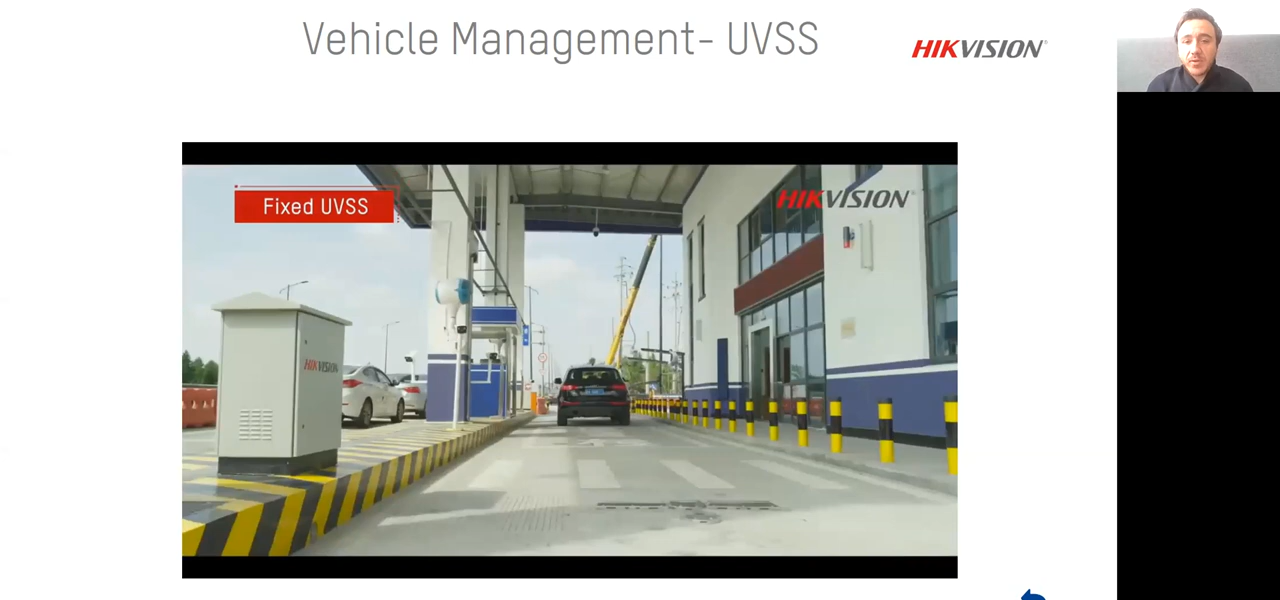 Vehicle Management- UVSS
HIKVISION®
Fixed UVSS
HIKVISION®
HIKVISION